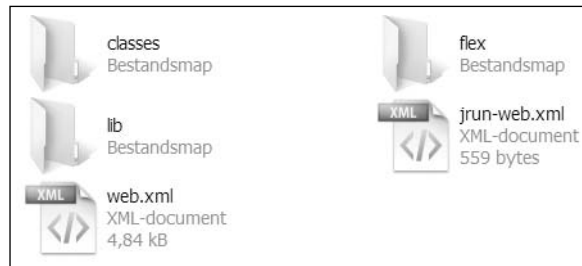 classes
Bestandsmap
flex
Bestandsmap
lib
Bestandsmap
XML
jrun-web.xml
XML-document
559 bytes
XML
web.xml
XML-document
4,84 kB